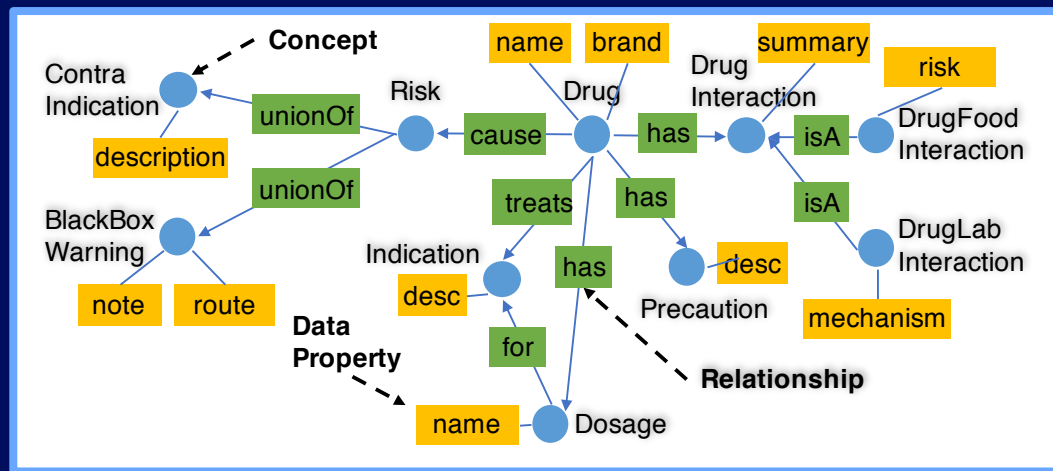 Concept
name
brand
summary
Contra
Indication
Risk
Drug
Drug
Interaction
risk
unionOf
cause
has
isA
DrugFood
Interaction
description
unionOf
treats
has
isA
BlackBox
Warning
Indication
has
desc
DrugLab
Interaction
note
route
desc
Precaution
mechanism
Data
Property
for
Relationship
name
Dosage